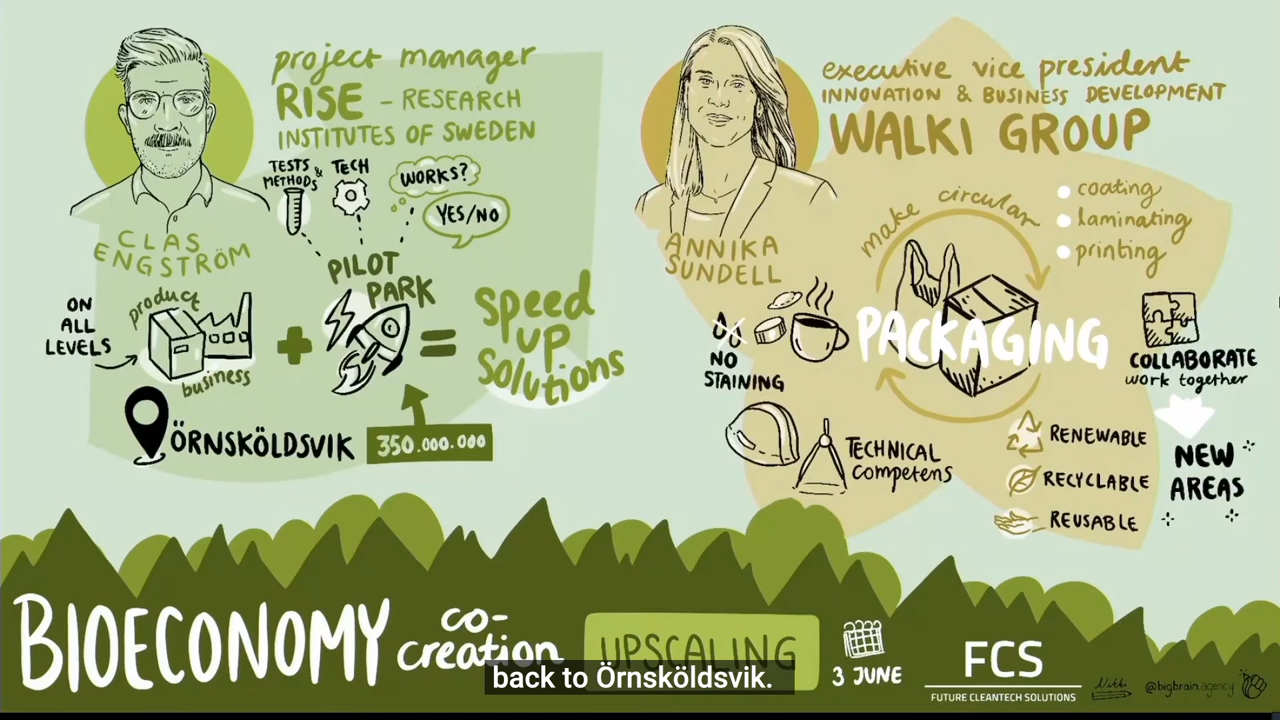 project manager
RISE - RESEARCH
INSTITUTES OF SWEDEN
TESTS &
METHODS
TECH
WORKS?
YES/NO
CLAS
ENGSTRÖM
PILOT
PARK
ON
ALL
LEVELS
product
business
+
=
speed
up
solutions
ÖRNSKÖLDSVIK
350.000.000
executive vice president
INNOVATION & BUSINESS DEVELOPMENT
WALKI GROUP
ANNIKA
SUNDELL
make circular
coating
laminating
printing
NO
STAINING
PACKAGING
COLLABORATE
work together
TECHNICAL
competens
RENEWABLE
RECYCLABLE
REUSABLE
NEW
AREAS
BIOECONOMY
co-
creation
UPSCALING
3 JUNE
FCS
FUTURE CLEANTECH SOLUTIONS
@bigbrain.agency
back to Örnsköldsvik.